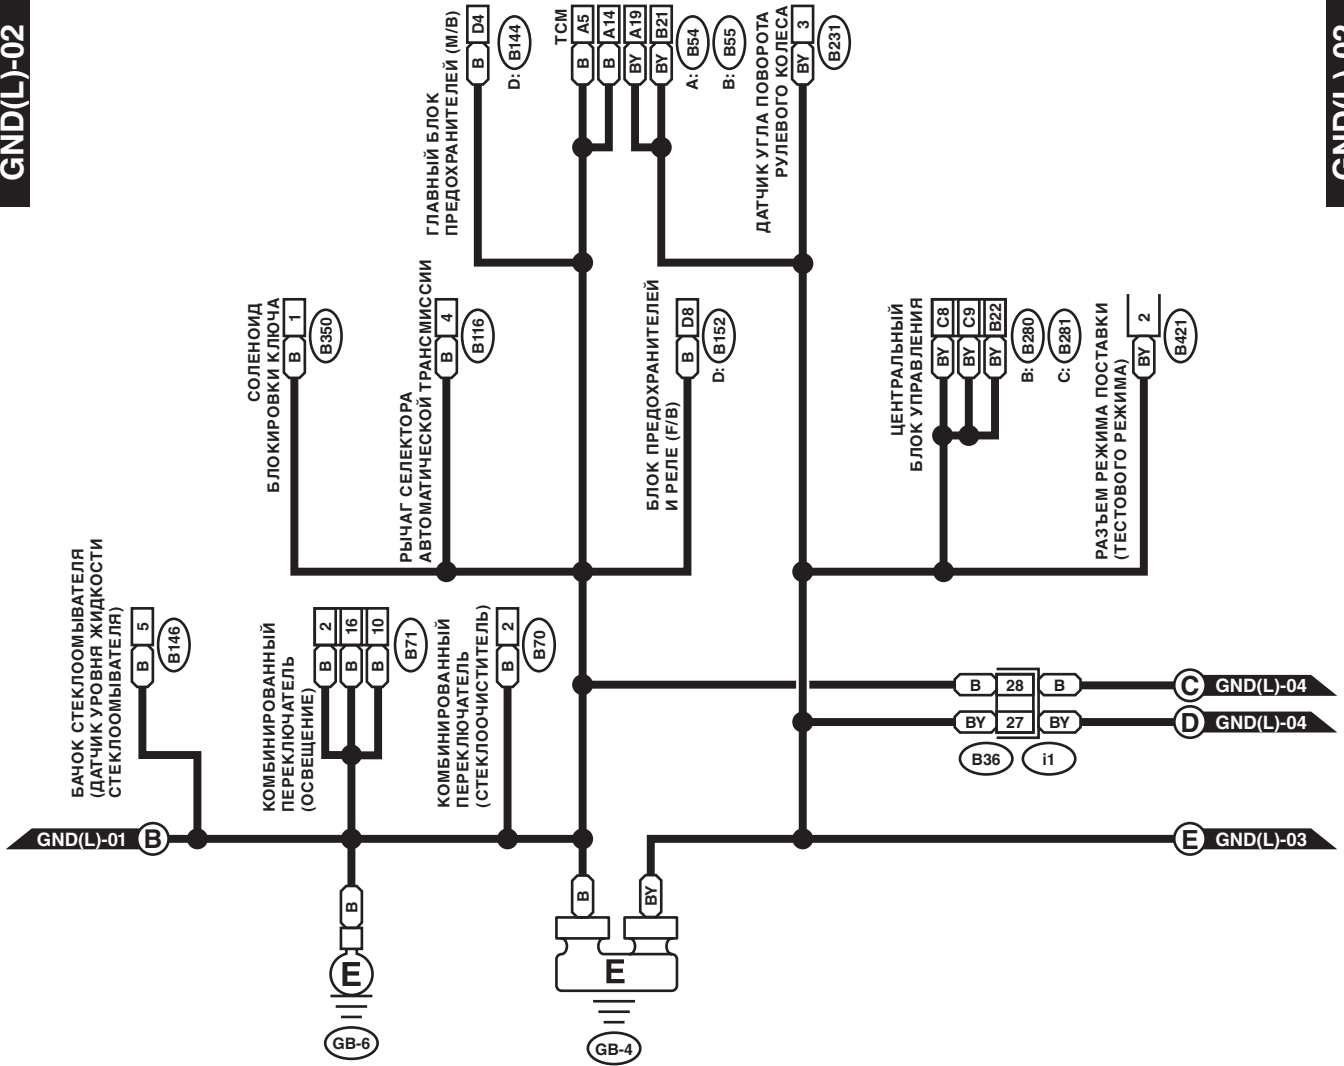 GND(L)-02
ГЛАВНЫЙ БЛОК
ПРЕДОХРАНИТЕЛЕЙ (M/B)
D4
B
D: B144
TCM
A5
A14
A19
B21
B
B
BY
BY
A: B54
B: B55
ДАТЧИК УГЛА ПОВОРОТА
РУЛЕВОГО КОЛЕСА
3
BY
B231
СОЛЕНОИД
БЛОКИРОВКИ КЛЮЧА
1
B
B350
РЫЧАГ СЕЛЕКТОРА
АВТОМАТИЧЕСКОЙ ТРАНСМИССИИ
4
B
B116
БЛОК ПРЕДОХРАНИТЕЛЕЙ
И РЕЛЕ (F/B)
D8
B
D: B152
ЦЕНТРАЛЬНЫЙ
БЛОК УПРАВЛЕНИЯ
C8
C9
B22
BY
BY
BY
B: B280
C: B281
РАЗЪЕМ РЕЖИМА ПОСТАВКИ
(ТЕСТОВОГО РЕЖИМА)
2
BY
B421
БАЧОК СТЕКЛООМЫВАТЕЛЯ
(ДАТЧИК УРОВНЯ ЖИДКОСТИ
СТЕКЛООМЫВАТЕЛЯ)
5
B
B146
КОМБИНИРОВАННЫЙ
ПЕРЕКЛЮЧАТЕЛЬ
(ОСВЕЩЕНИЕ)
2
16
10
B
B
B
B71
КОМБИНИРОВАННЫЙ
ПЕРЕКЛЮЧАТЕЛЬ
(СТЕКЛООЧИСТИТЕЛЬ)
2
B
B70
B 28 B C GND(L)-04
BY 27 BY D GND(L)-04
B36 i1
GND(L)-01 B
E GND(L)-03
B
B
BY
E
E
GB-6
GB-4